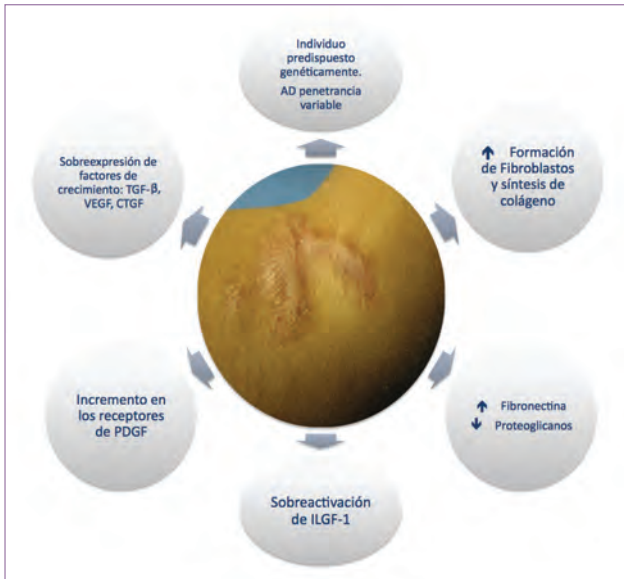 Individuo
predispuesto
genéticamente.
AD penetrancia
variable
↑ Formación
de Fibroblastos
y síntesis de
colágeno
↑ Fibronectina
↓ Proteoglicanos
Sobreactivación
de ILGF-1
Incremento en
los receptores
de PDGF
Sobreexpresión de
factores de
crecimiento: TGF-β,
VEGF, CTGF